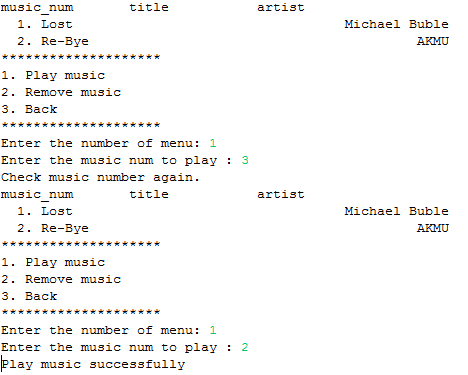 music_num       title           artist
  1. Lost                                  Michael Buble
  2. Re-Bye                                         AKMU
********************
1. Play music
2. Remove music
3. Back
********************
Enter the number of menu: 1
Enter the music num to play : 3
Check music number again.
music_num       title           artist
  1. Lost                                  Michael Buble
  2. Re-Bye                                         AKMU
********************
1. Play music
2. Remove music
3. Back
********************
Enter the number of menu: 1
Enter the music num to play : 2
Play music successfully